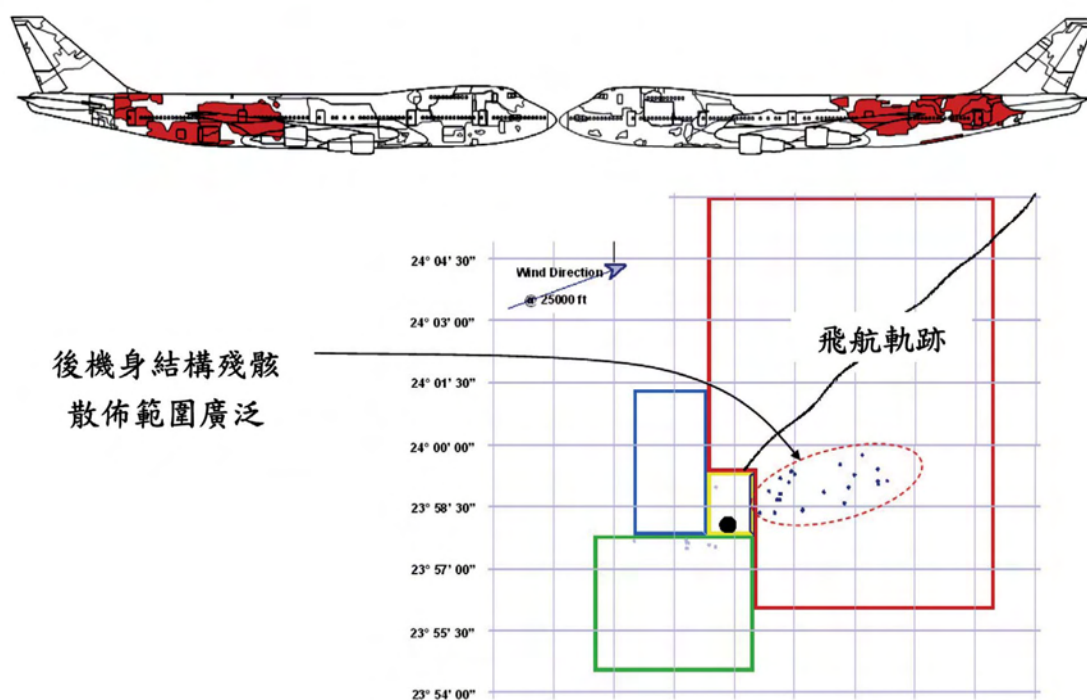 24° 04' 30"
Wind Direction
@ 25000 ft
24° 03' 00"
飛航軌跡
後機身結構殘骸
散佈範圍廣泛
24° 01' 30"
24° 00' 00"
23° 58' 30"
23° 57' 00"
23° 55' 30"
23° 54' 00"